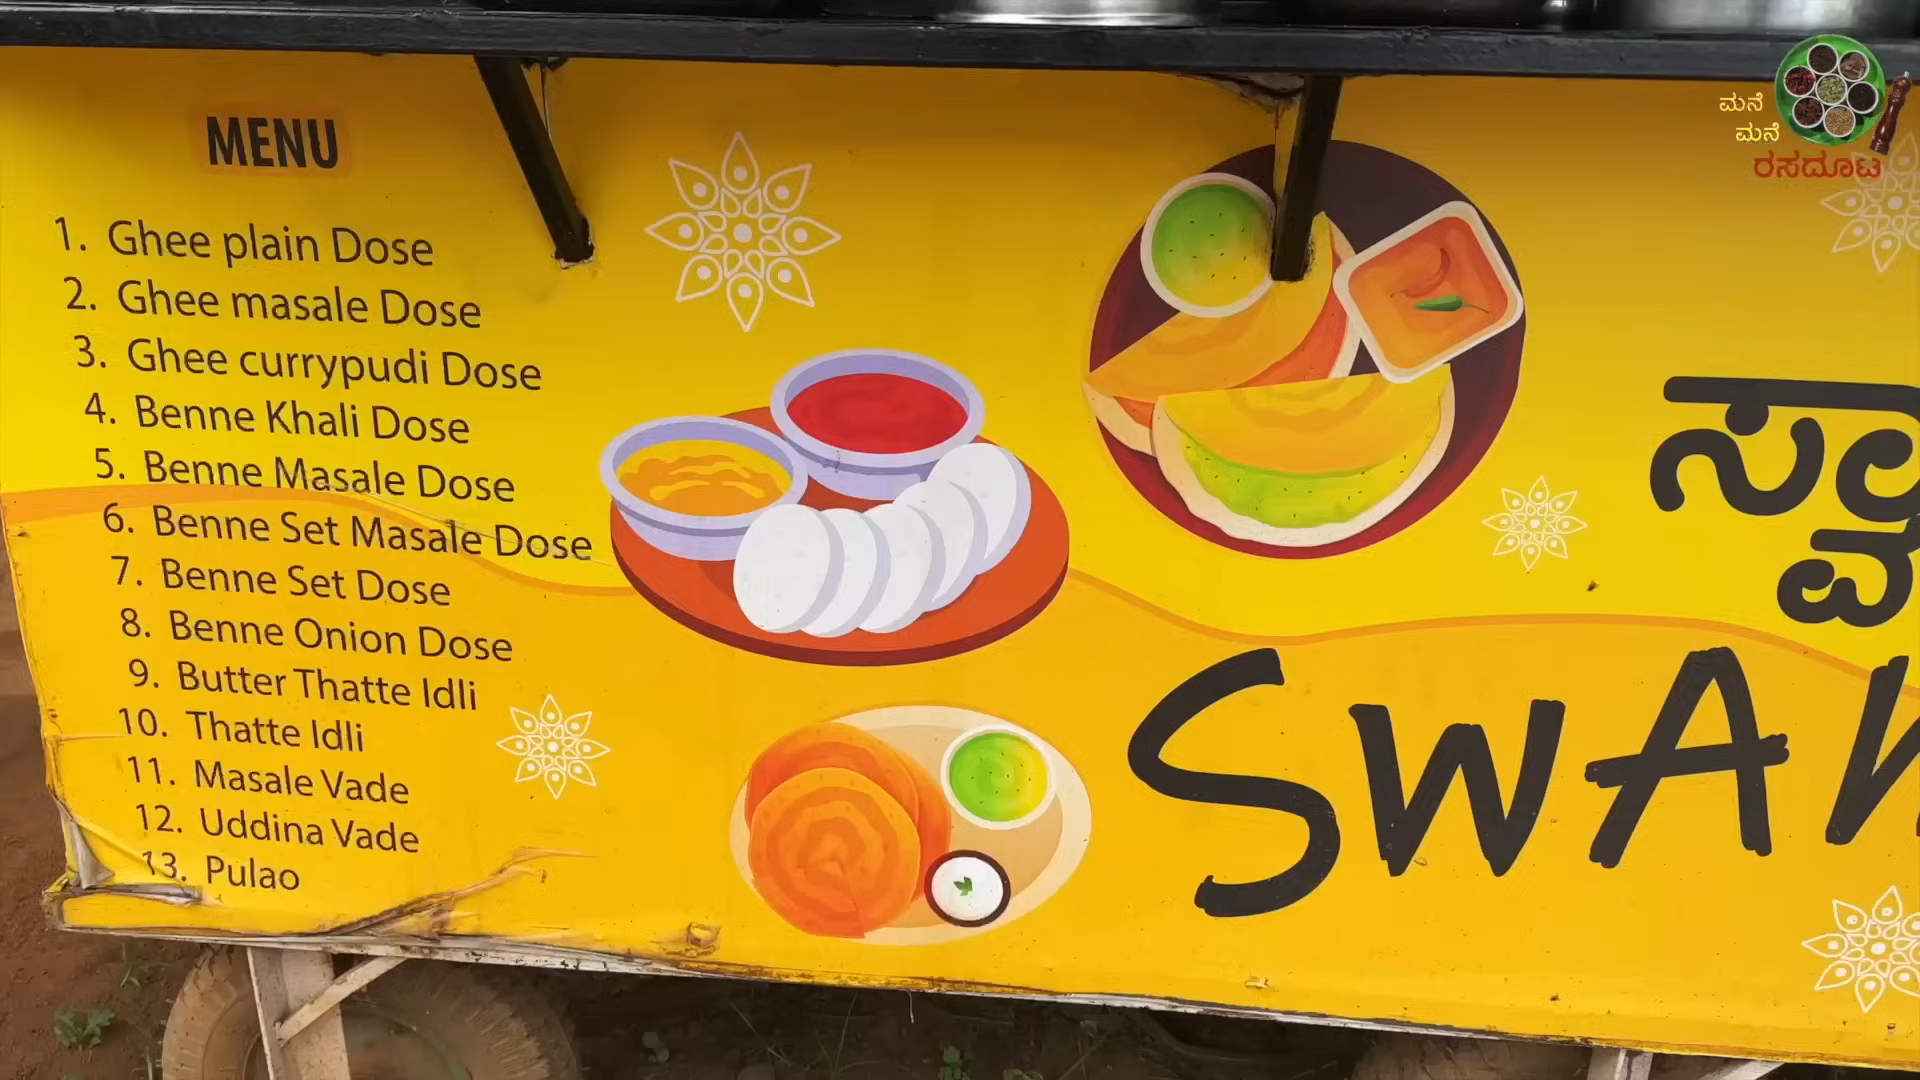 MENU
1. Ghee plain Dose
2. Ghee masale Dose
3. Ghee currypudi Dose
4. Benne Khali Dose
5. Benne Masale Dose
6. Benne Set Masale Dose
7. Benne Set Dose
8. Benne Onion Dose
9. Butter Thatte Idli
10. Thatte Idli
11. Masale Vade
12. Uddina Vade
13. Pulao
ಮನೆ
ಮನೆ
ರಸದೂಟ